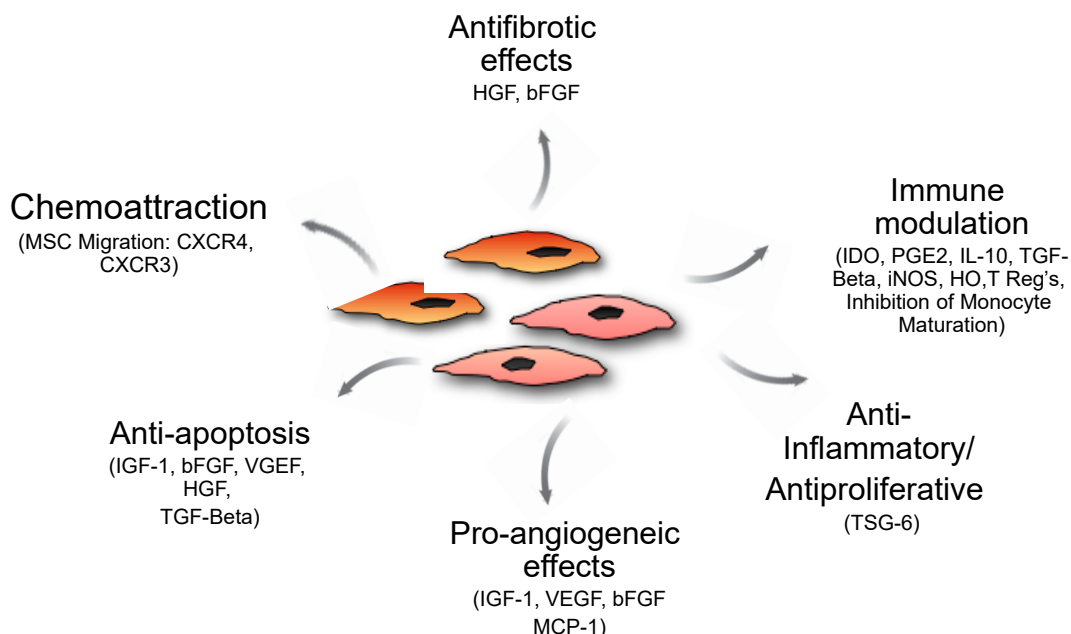 Antifibrotic
effects
HGF, bFGF
Chemoattraction
(MSC Migration: CXCR4,
CXCR3)
Immune
modulation
(IDO, PGE2, IL-10, TGF-
Beta, iNOS, HO,T Reg's,
Inhibition of Monocyte
Maturation)
Anti-apoptosis
(IGF-1, bFGF, VGEF,
HGF,
TGF-Beta)
Anti-
Inflammatory/
Antiproliferative
(TSG-6)
Pro-angiogeneic
effects
(IGF-1, VEGF, bFGF
MCP-1)